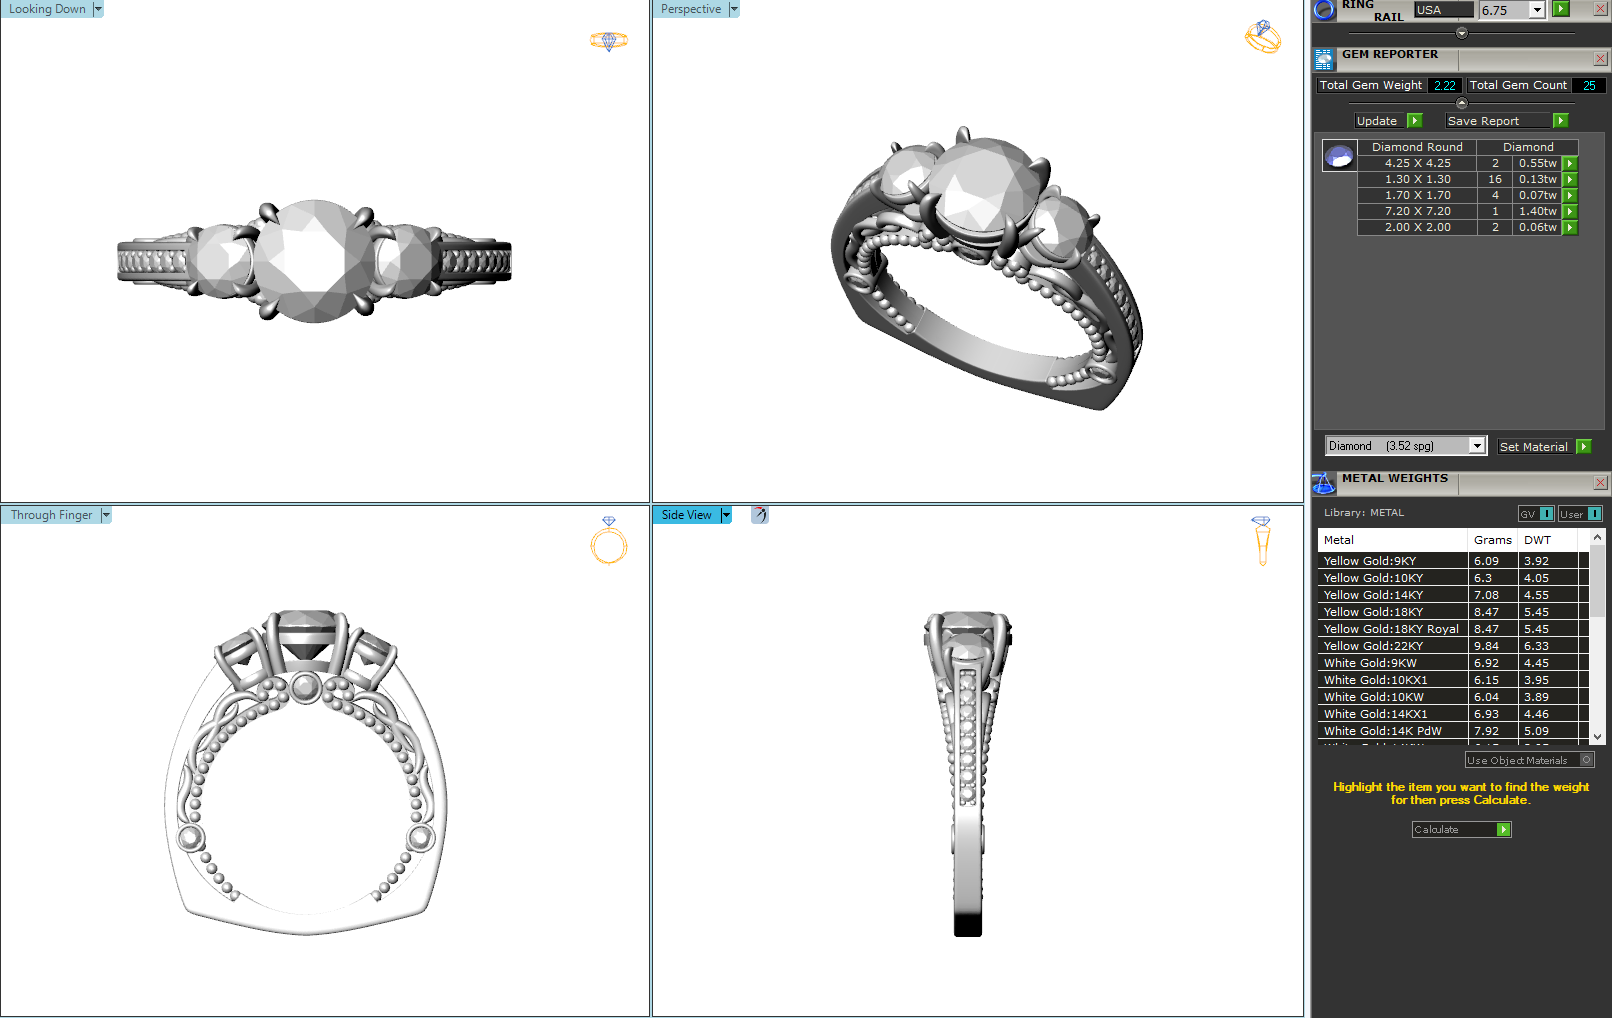 Looking Down
Perspective
Through Finger
Side View
RING RAIL USA 6.75
GEM REPORTER
Total Gem Weight 2.22 Total Gem Count 25
Update Save Report
Diamond Round Diamond
4.25 X 4.25 2 0.55tw
1.30 X 1.30 16 0.13tw
1.70 X 1.70 4 0.07tw
7.20 X 7.20 1 1.40tw
2.00 X 2.00 2 0.06tw
Diamond (3.52 spg) Set Material
METAL WEIGHTS
Library: METAL GV User
Metal Grams DWT
Yellow Gold:9KY 6.09 3.92
Yellow Gold:10KY 6.3 4.05
Yellow Gold:14KY 7.08 4.55
Yellow Gold:18KY 8.47 5.45
Yellow Gold:18KY Royal 8.47 5.45
Yellow Gold:22KY 9.84 6.33
White Gold:9KW 6.92 4.45
White Gold:10KX1 6.15 3.95
White Gold:10KW 6.04 3.89
White Gold:14KX1 6.93 4.46
White Gold:14K PdW 7.92 5.09
Use Object Materials
Highlight the item you want to find the weight
for then press Calculate.
Calculate